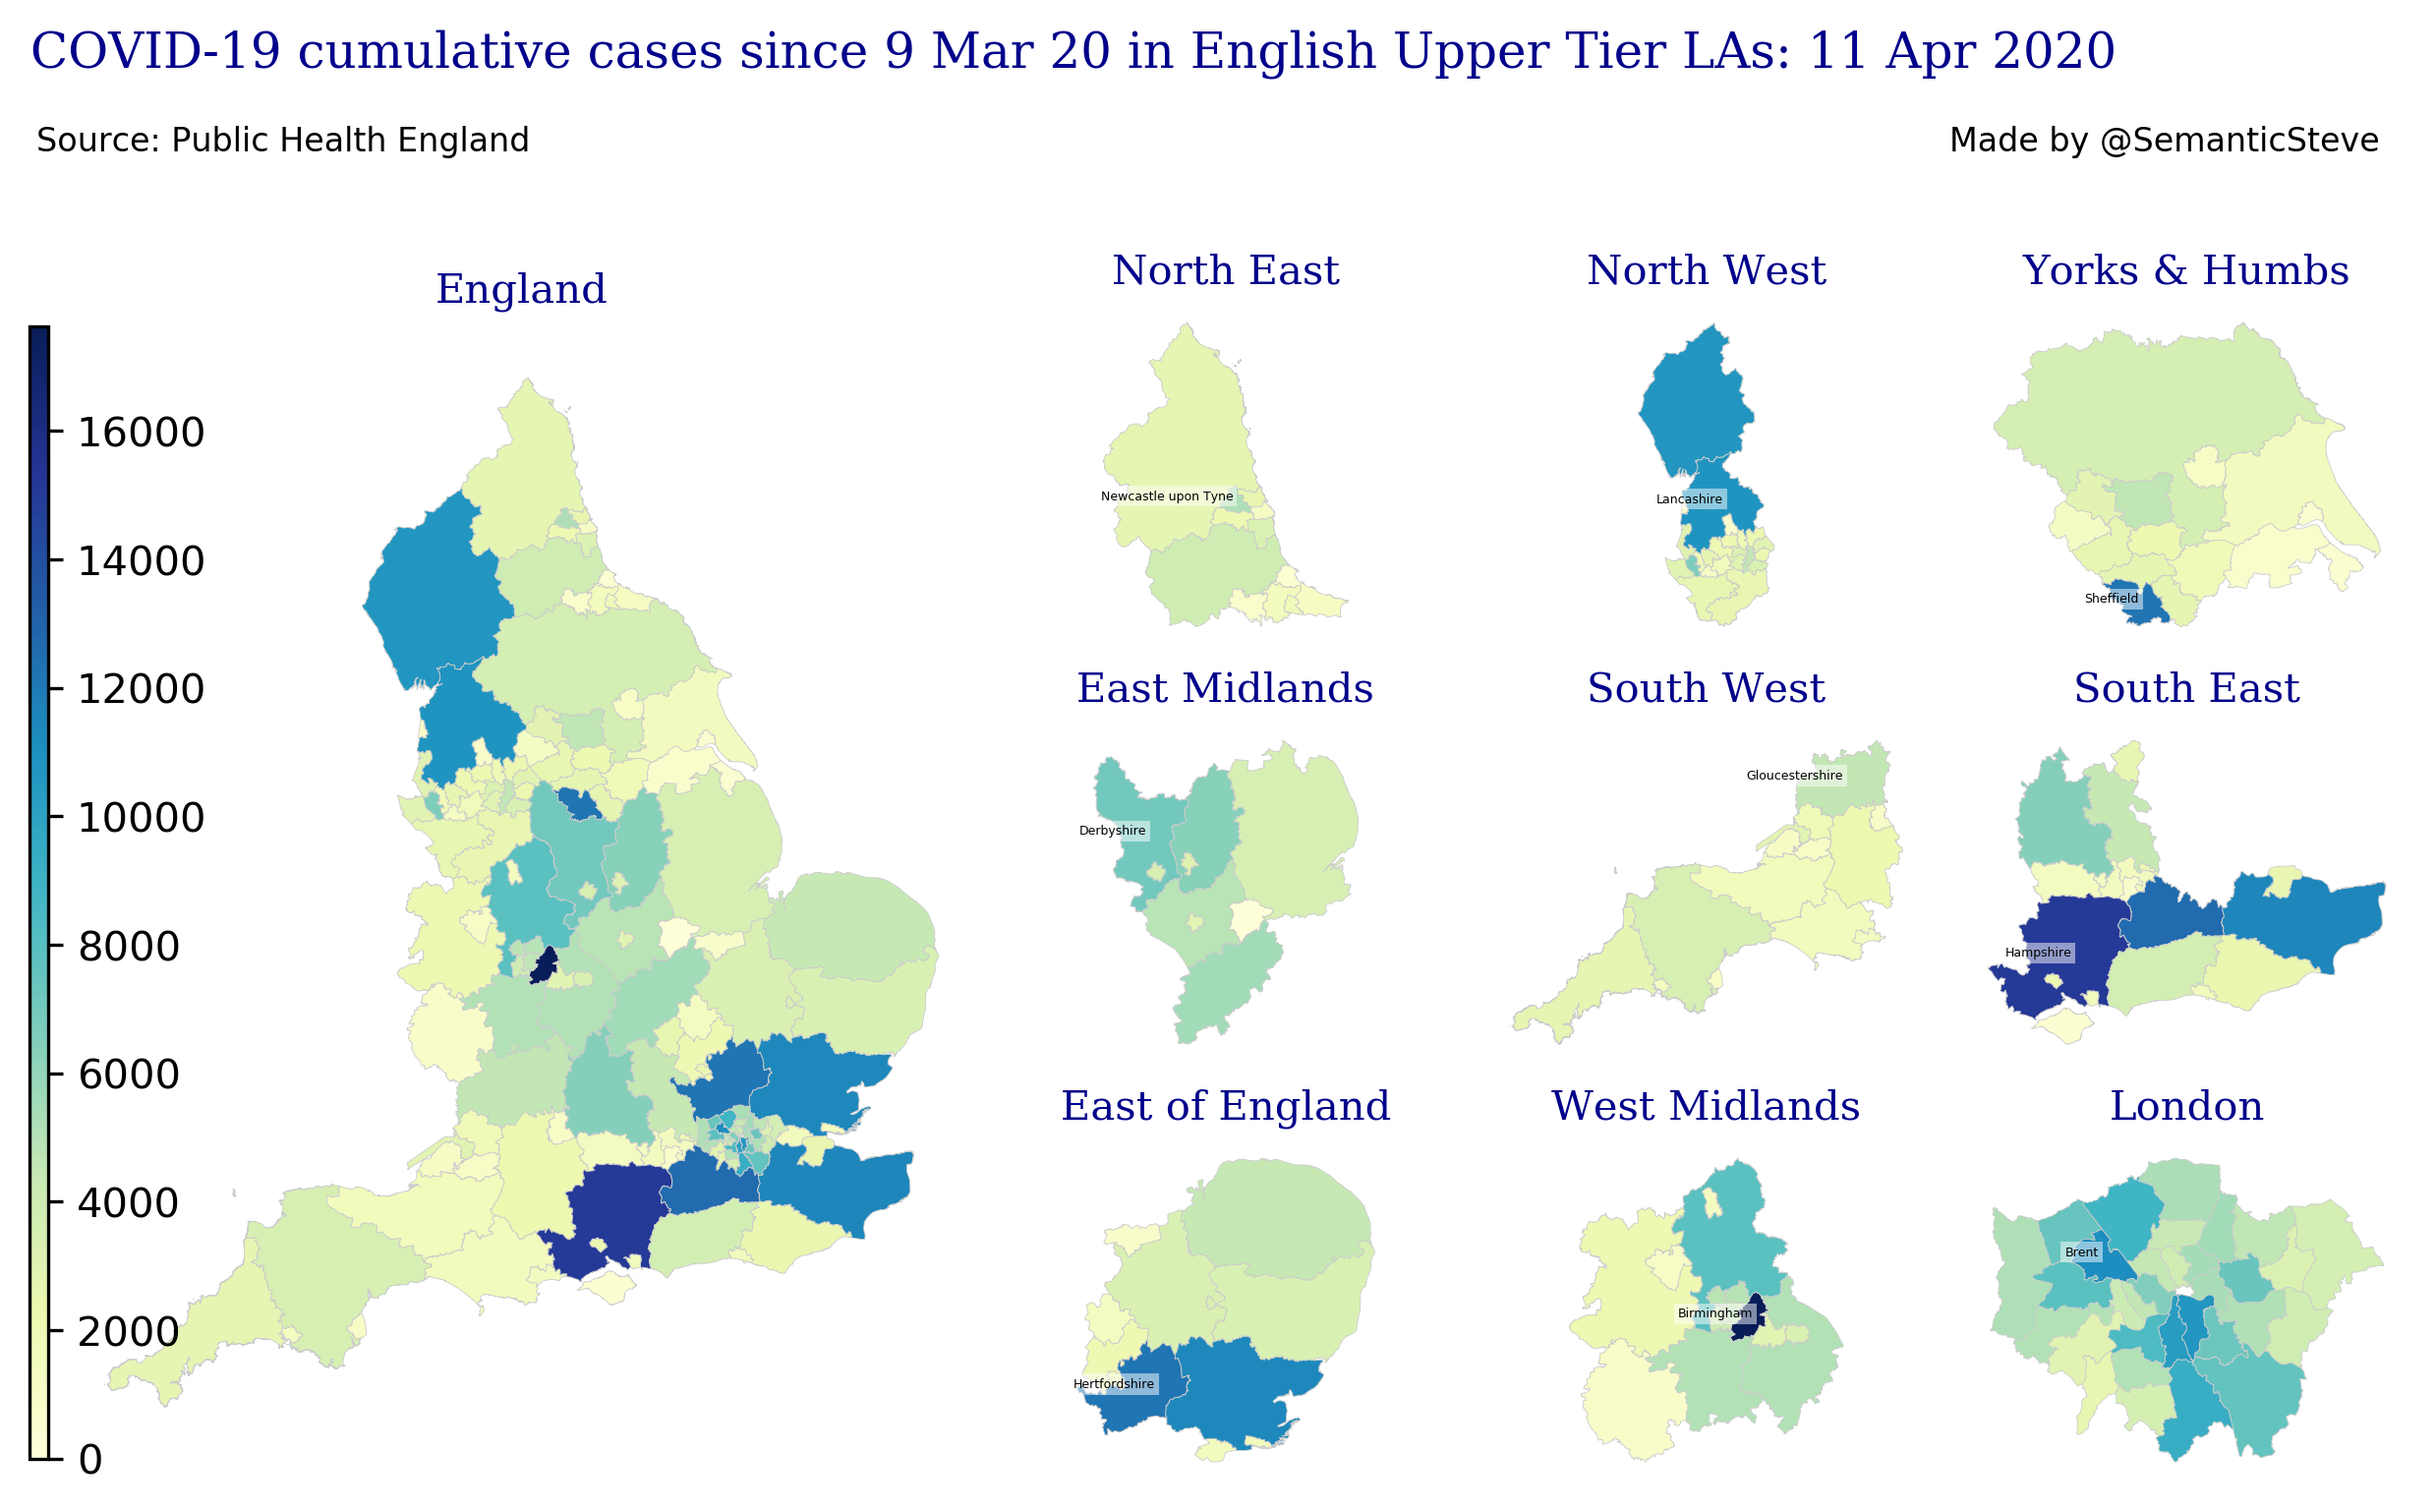 COVID-19 cumulative cases since 9 Mar 20 in English Upper Tier LAs: 11 Apr 2020
Source: Public Health England
Made by @SemanticSteve
England
16000
14000
12000
10000
8000
6000
4000
2000
0
North East
Newcastle upon Tyne
North West
Lancashire
Yorks & Humbs
Sheffield
East Midlands
Derbyshire
South West
Gloucestershire
South East
Hampshire
East of England
Hertfordshire
West Midlands
Birmingham
London
Brent